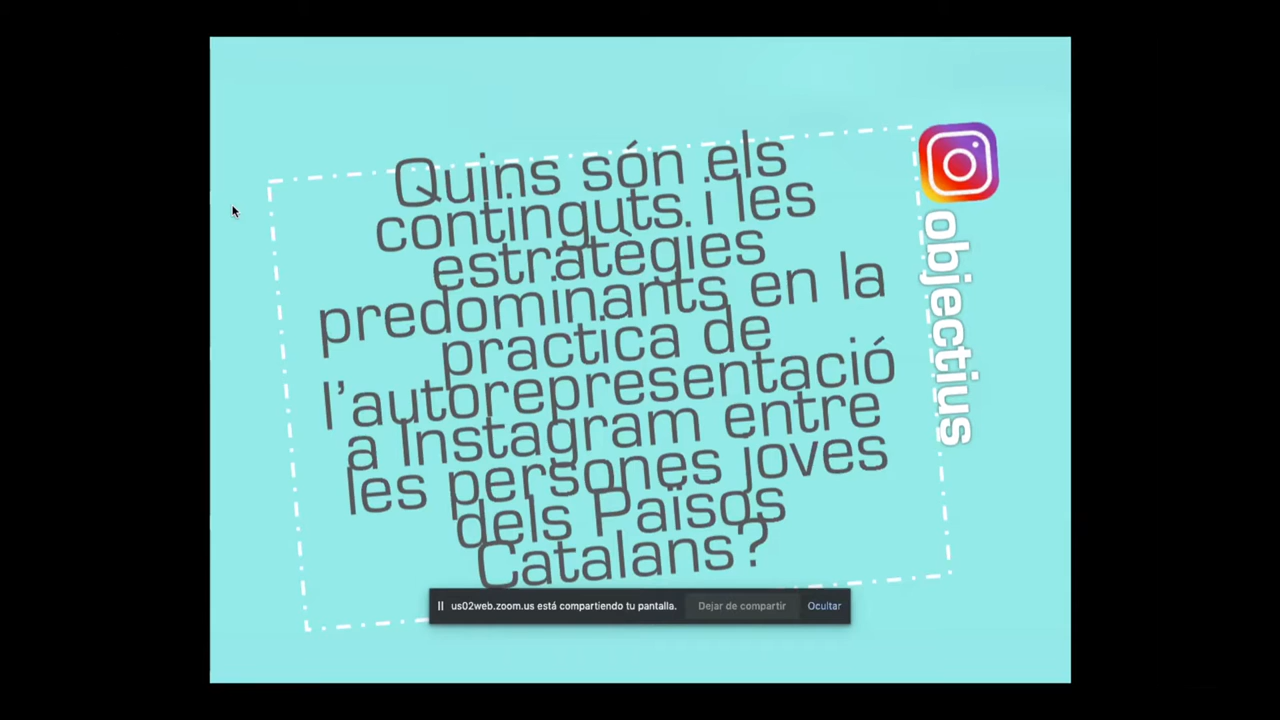 Quins són els
continguts i les
estratègies
predominants en la
practica de
l'autorepresentació
a Instagram entre
les persones joves
dels Països
Catalans?
objectius
us02web.zoom.us está compartiendo tu pantalla.
Dejar de compartir
Ocultar